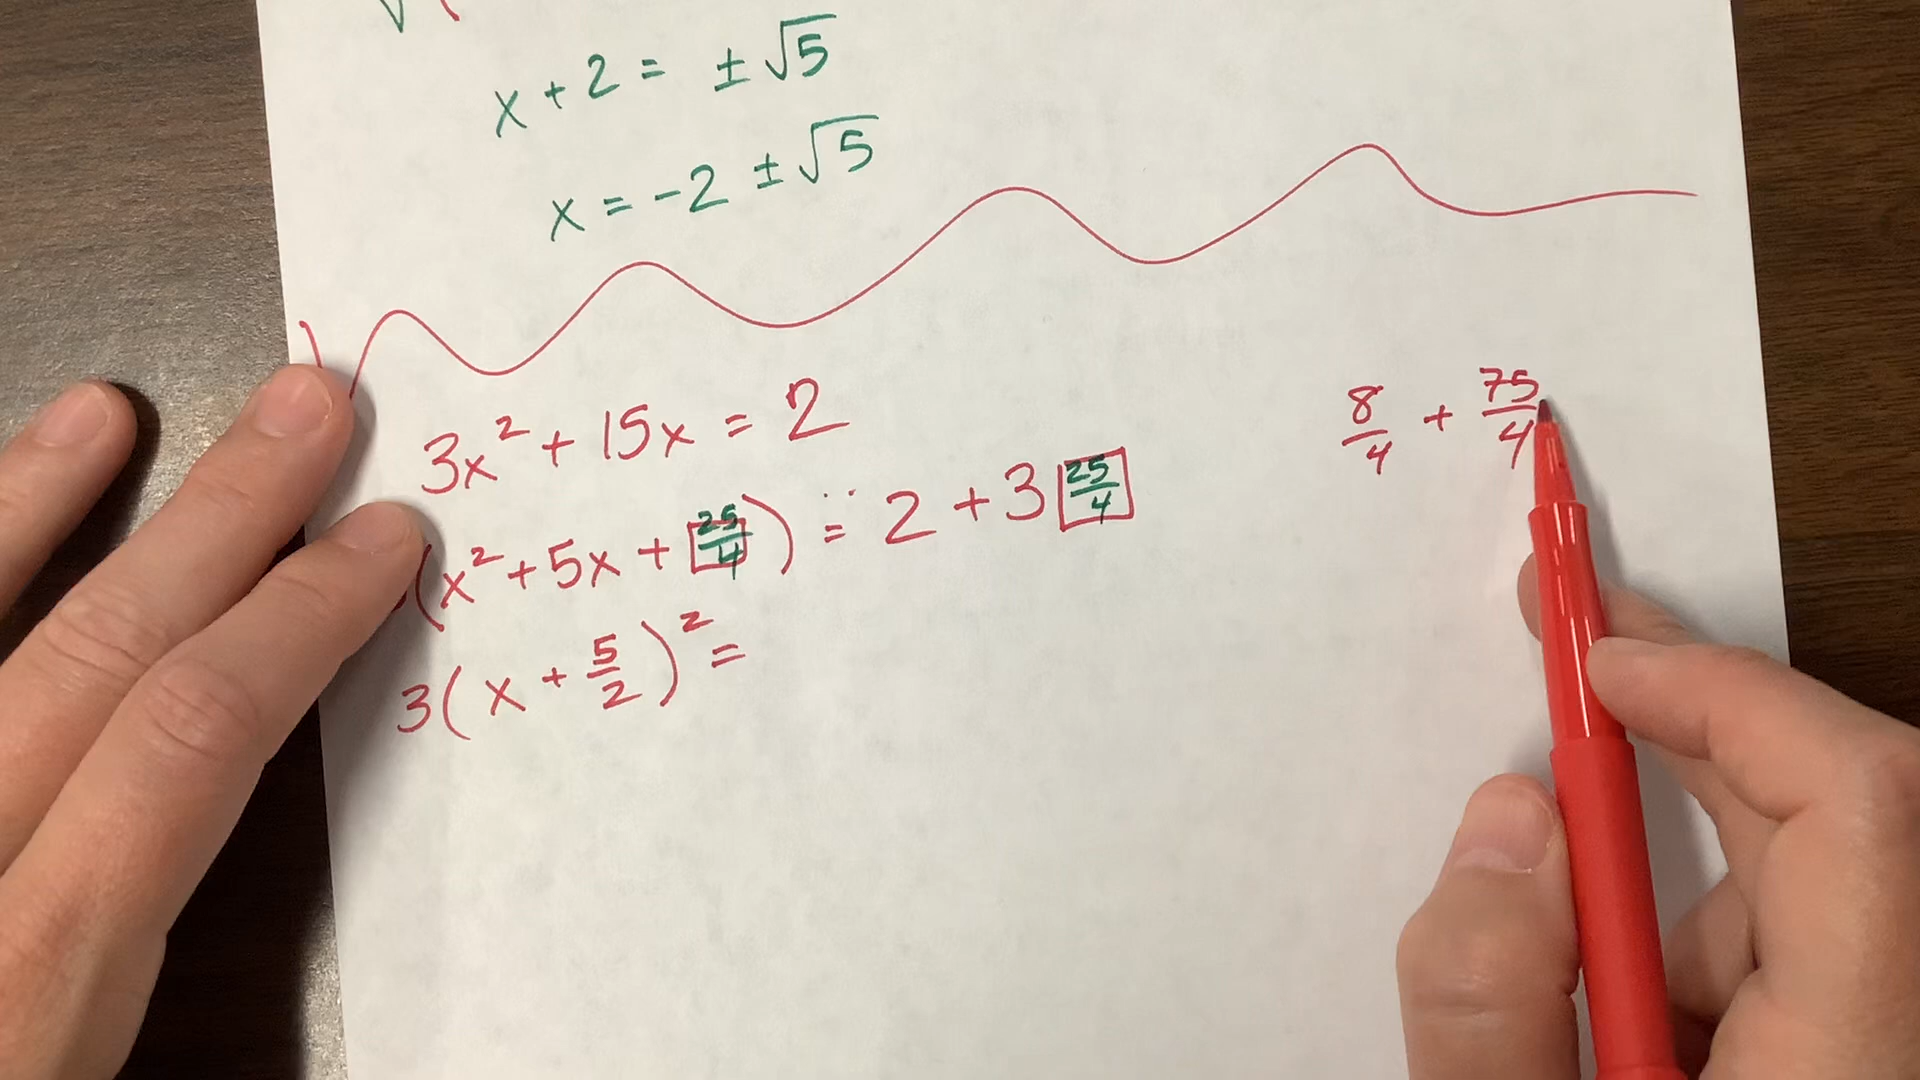 x + 2 = ± √5
x = -2 ± √5
3x² + 15x = 2
(x² + 5x + 25/4) = 2 + 3 25/4
3(x + 5/2)² =
8/4 + 75/4